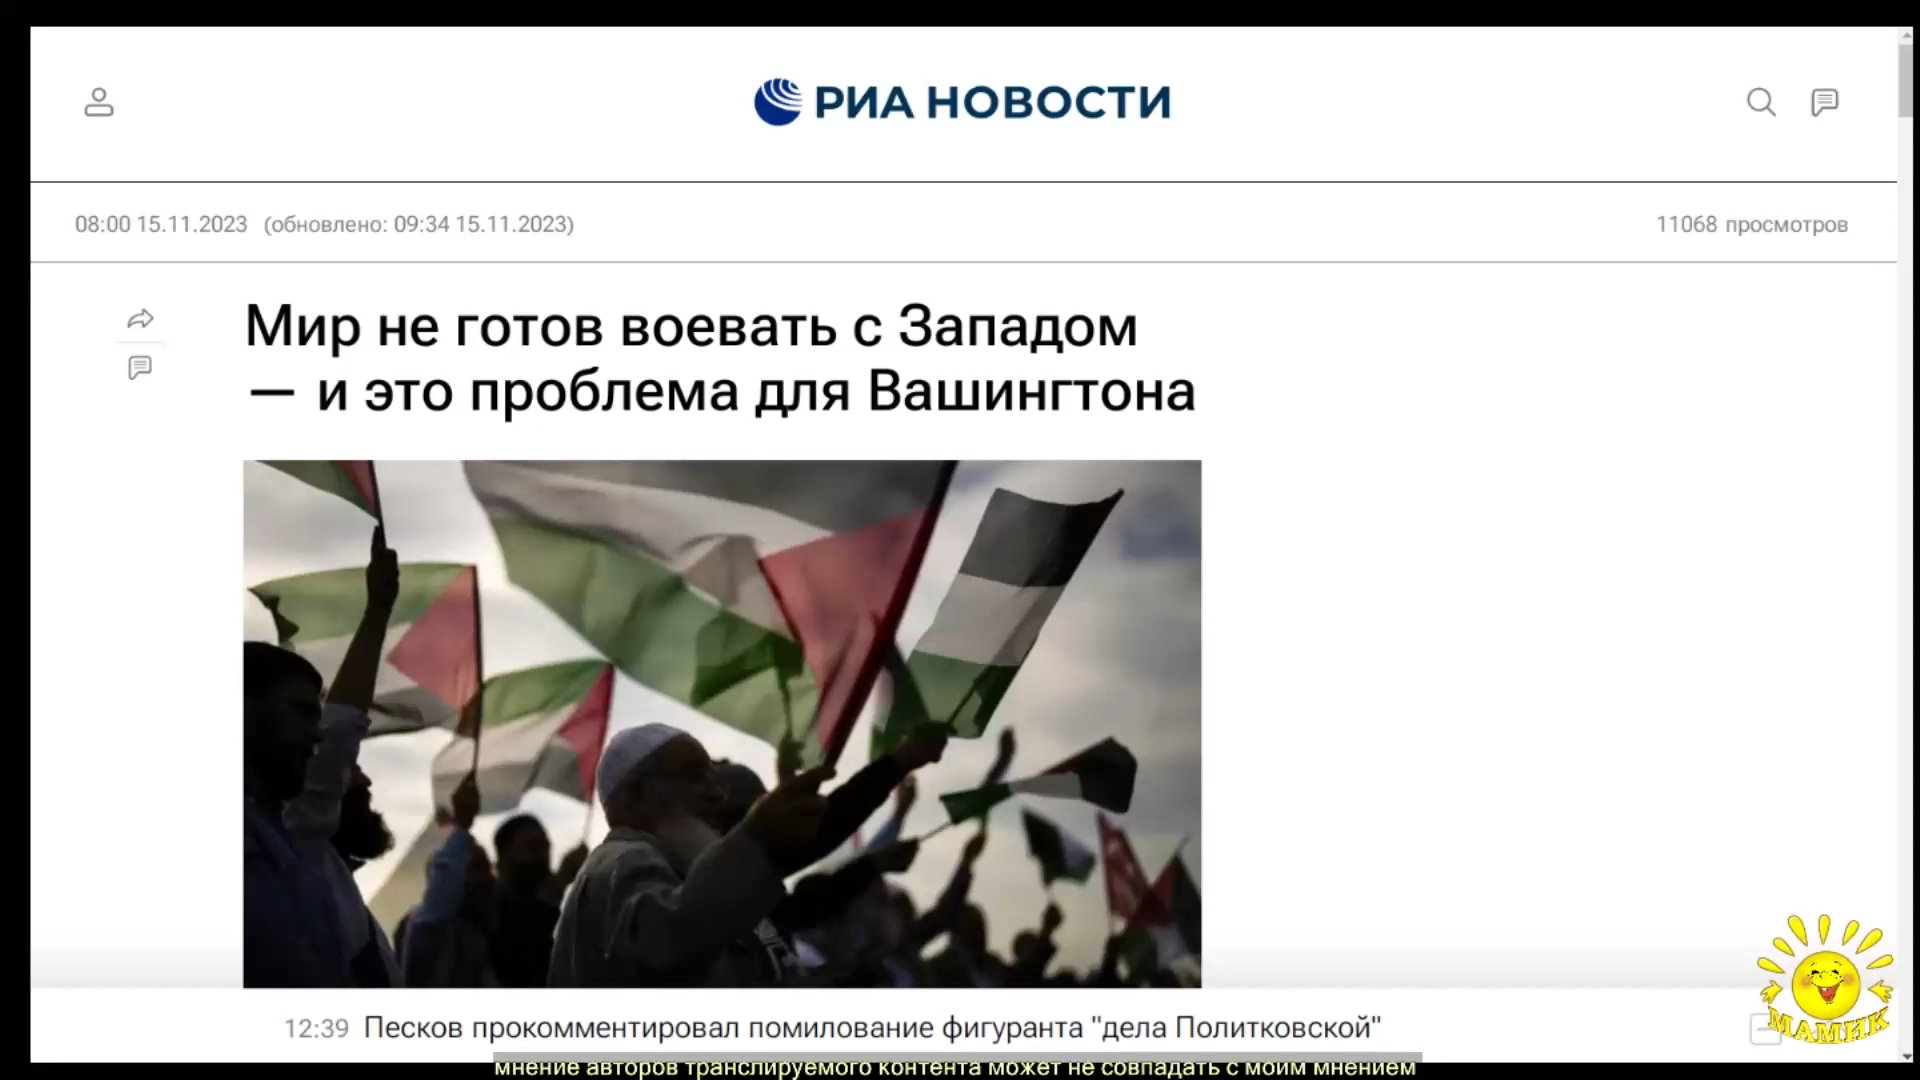 РИА НОВОСТИ
08:00 15.11.2023 (обновлено: 09:34 15.11.2023)
11068 просмотров
Мир не готов воевать с Западом
— и это проблема для Вашингтона
12:39 Песков прокомментировал помилование фигуранта "дела Политковской"
МАМИК
мнение авторов транслируемого контента может не совпадать с моим мнением